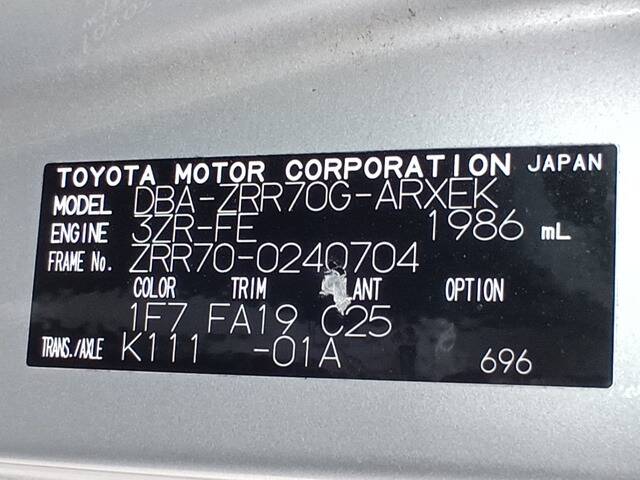 TOYOTA MOTOR CORPORATION JAPAN
MODEL DBA-ZRR70G-ARXEK
ENGINE 3ZR-FE 1986 mL
FRAME No. ZRR70-0240704
COLOR TRIM LANT OPTION
1F7 FA19 C25
TRANS./AXLE K111 -01A 696